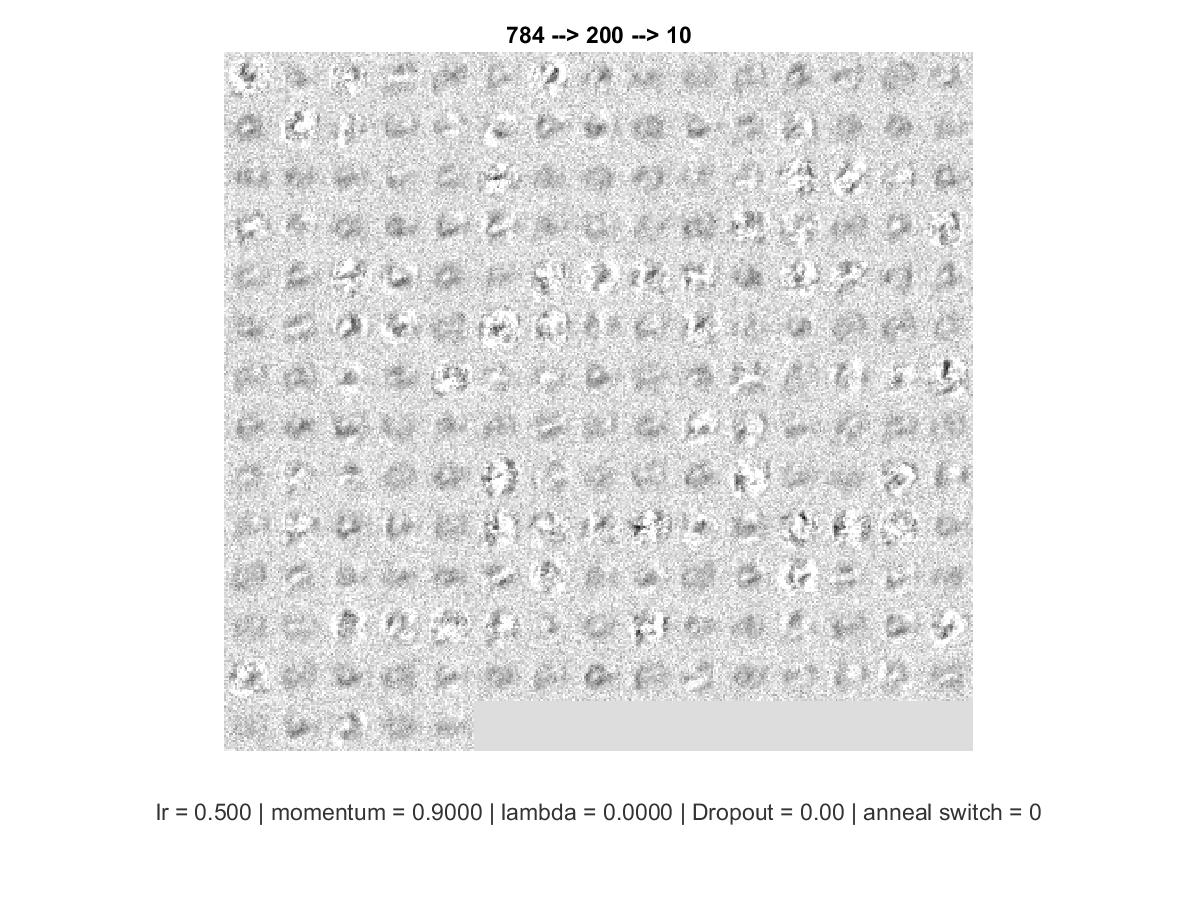 784 --> 200 --> 10
lr = 0.500 | momentum = 0.9000 | lambda = 0.0000 | Dropout = 0.00 | anneal switch = 0